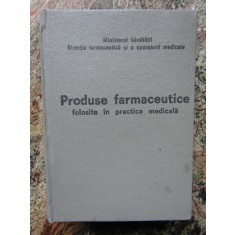 Ministerul Sănătății
Direcția farmaceutică și a aparaturii medicale
Produse farmaceutice
folosite în practica medicală